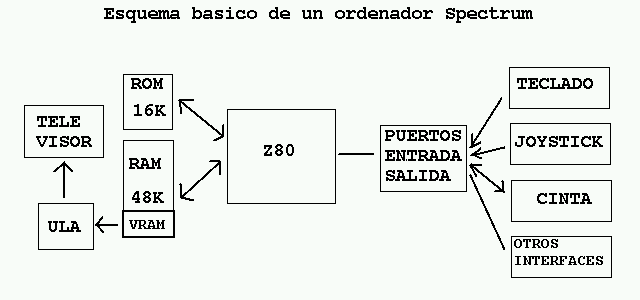 Esquema basico de un ordenador Spectrum
ROM
16K
TELE
VISOR
RAM
48K
VRAM
ULA
Z80
PUERTOS
ENTRADA
SALIDA
TECLADO
JOYSTICK
CINTA
OTROS
INTERFACES